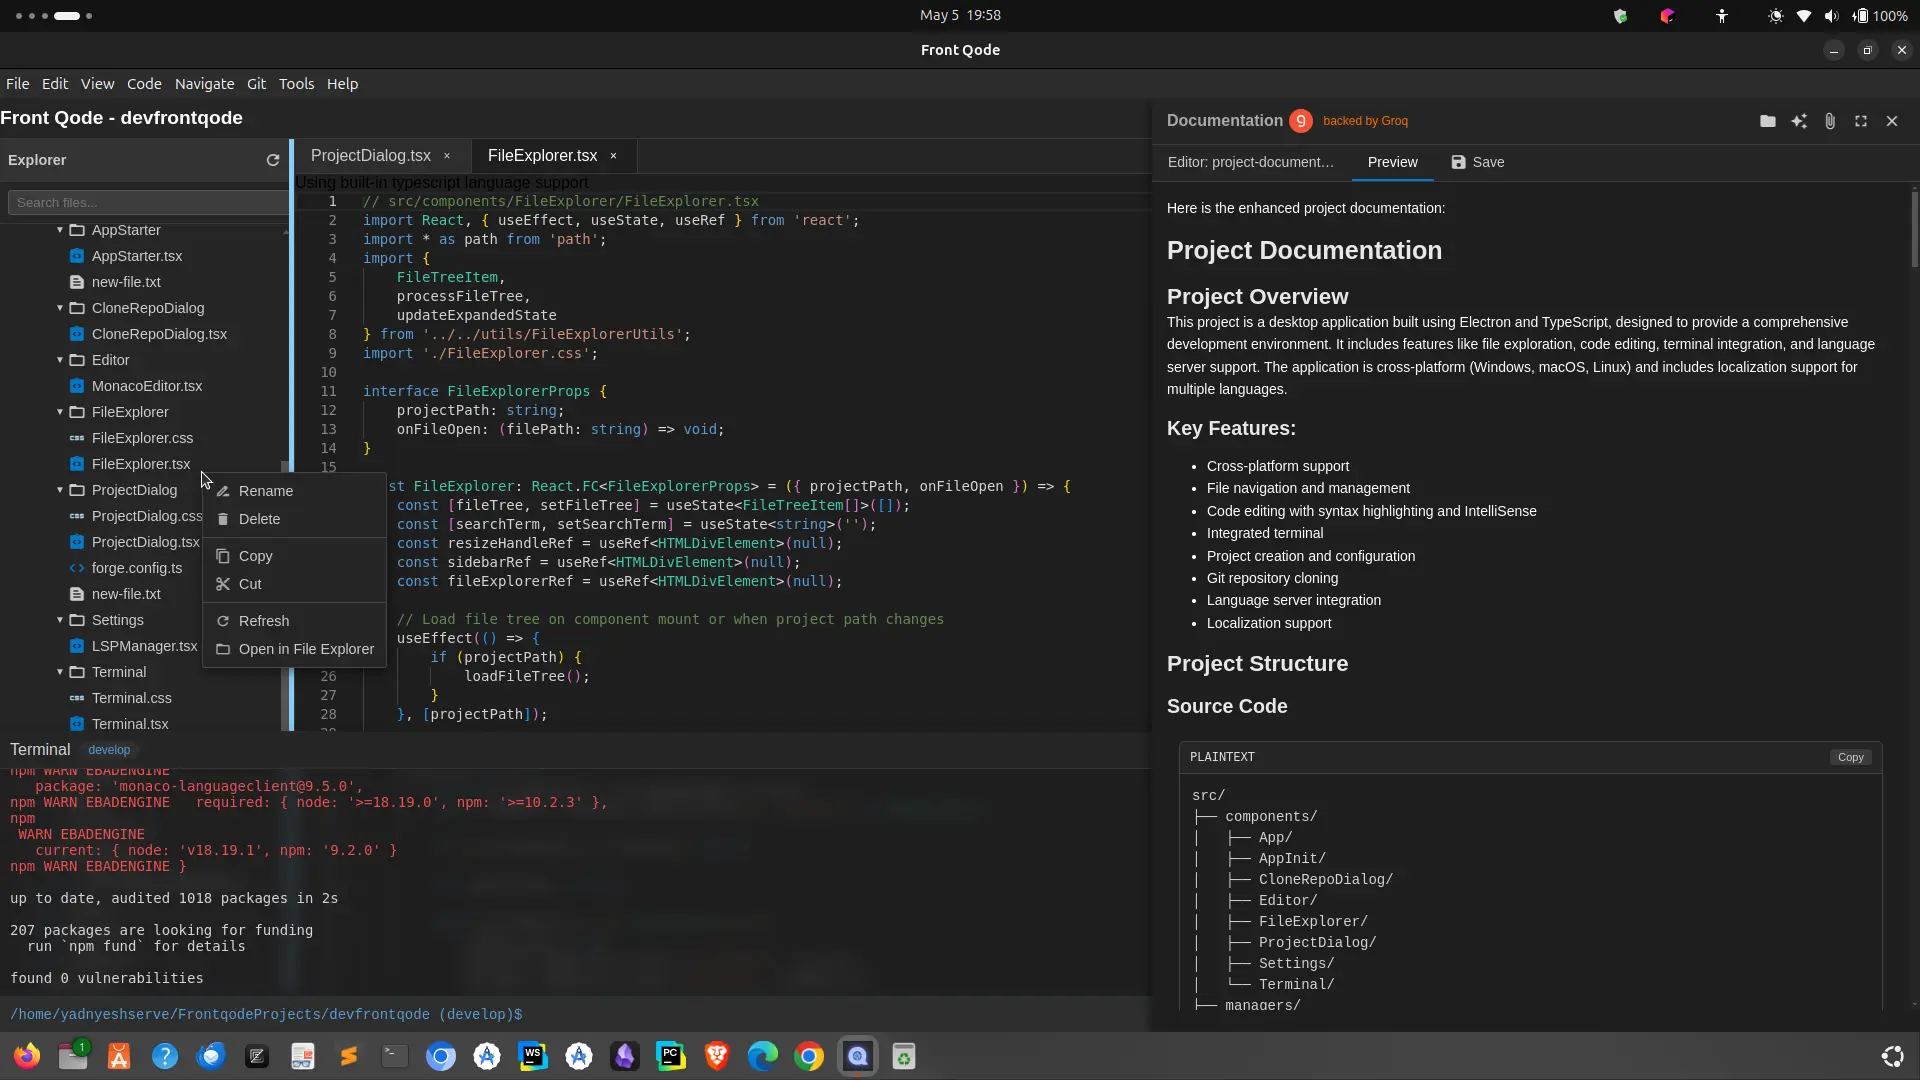 May 5 19:58
100%
Front Qode
File Edit View Code Navigate Git Tools Help
Front Qode - devfrontqode
Explorer
Search files...
AppStarter
AppStarter.tsx
new-file.txt
CloneRepoDialog
CloneRepoDialog.tsx
Editor
MonacoEditor.tsx
FileExplorer
FileExplorer.css
FileExplorer.tsx
ProjectDialog
ProjectDialog.css
ProjectDialog.tsx
forge.config.ts
new-file.txt
Settings
LSPManager.tsx
Terminal
Terminal.css
Terminal.tsx
Rename
Delete
Copy
Cut
Refresh
Open in File Explorer
ProjectDialog.tsx × FileExplorer.tsx ×
Using built-in typescript language support
1 // src/components/FileExplorer/FileExplorer.tsx
2 import React, { useEffect, useState, useRef } from 'react';
3 import * as path from 'path';
4 import {
5 FileTreeItem,
6 processFileTree,
7 updateExpandedState
8 } from '../../utils/FileExplorerUtils';
9 import './FileExplorer.css';
10
11 interface FileExplorerProps {
12 projectPath: string;
13 onFileOpen: (filePath: string) => void;
14 }
15
st FileExplorer: React.FC<FileExplorerProps> = ({ projectPath, onFileOpen }) => {
const [fileTree, setFileTree] = useState<FileTreeItem[]>([]);
const [searchTerm, setSearchTerm] = useState<string>('');
const resizeHandleRef = useRef<HTMLDivElement>(null);
const sidebarRef = useRef<HTMLDivElement>(null);
const fileExplorerRef = useRef<HTMLDivElement>(null);
// Load file tree on component mount or when project path changes
useEffect(() => {
if (projectPath) {
26 loadFileTree();
27 }
28 }, [projectPath]);
Terminal develop
npm WARN EBADENGINE
package: 'monaco-languageclient@9.5.0',
npm WARN EBADENGINE required: { node: '>=18.19.0', npm: '>=10.2.3' },
npm
WARN EBADENGINE
current: { node: 'v18.19.1', npm: '9.2.0' }
npm WARN EBADENGINE }
up to date, audited 1018 packages in 2s
207 packages are looking for funding
run `npm fund` for details
found 0 vulnerabilities
/home/yadnyeshserve/FrontqodeProjects/devfrontqode (develop)$
Documentation 9 backed by Groq
Editor: project-document… Preview Save
Here is the enhanced project documentation:
Project Documentation
Project Overview
This project is a desktop application built using Electron and TypeScript, designed to provide a comprehensive
development environment. It includes features like file exploration, code editing, terminal integration, and language
server support. The application is cross-platform (Windows, macOS, Linux) and includes localization support for
multiple languages.
Key Features:
• Cross-platform support
• File navigation and management
• Code editing with syntax highlighting and IntelliSense
• Integrated terminal
• Project creation and configuration
• Git repository cloning
• Language server integration
• Localization support
Project Structure
Source Code
PLAINTEXT Copy
src/
├── components/
│   ├── App/
│   ├── AppInit/
│   ├── CloneRepoDialog/
│   ├── Editor/
│   ├── FileExplorer/
│   ├── ProjectDialog/
│   ├── Settings/
│   └── Terminal/
├── managers/
1
WS
PC